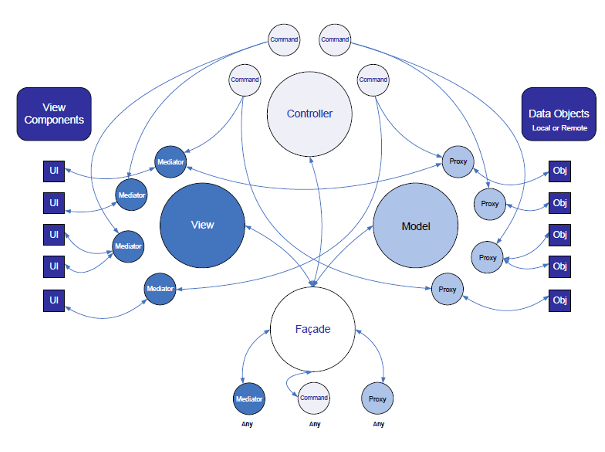 Command
Command
Command
Command
Controller
View
Components
Data Objects
Local or Remote
UI
UI
UI
UI
UI
Mediator
Mediator
Mediator
Mediator
View
Model
Proxy
Proxy
Proxy
Proxy
Obj
Obj
Obj
Obj
Obj
Façade
Mediator
Command
Proxy
Any
Any
Any